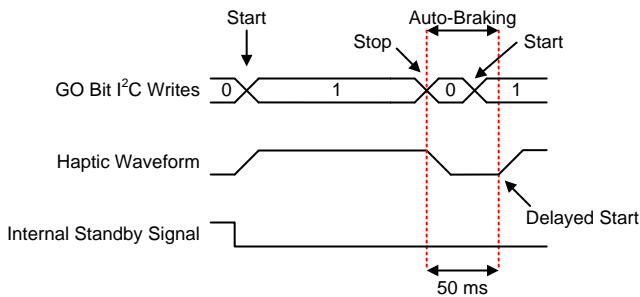 Start
Auto-Braking
Stop
Start
GO Bit I²C Writes
0
1
0
1
Haptic Waveform
Delayed Start
Internal Standby Signal
50 ms